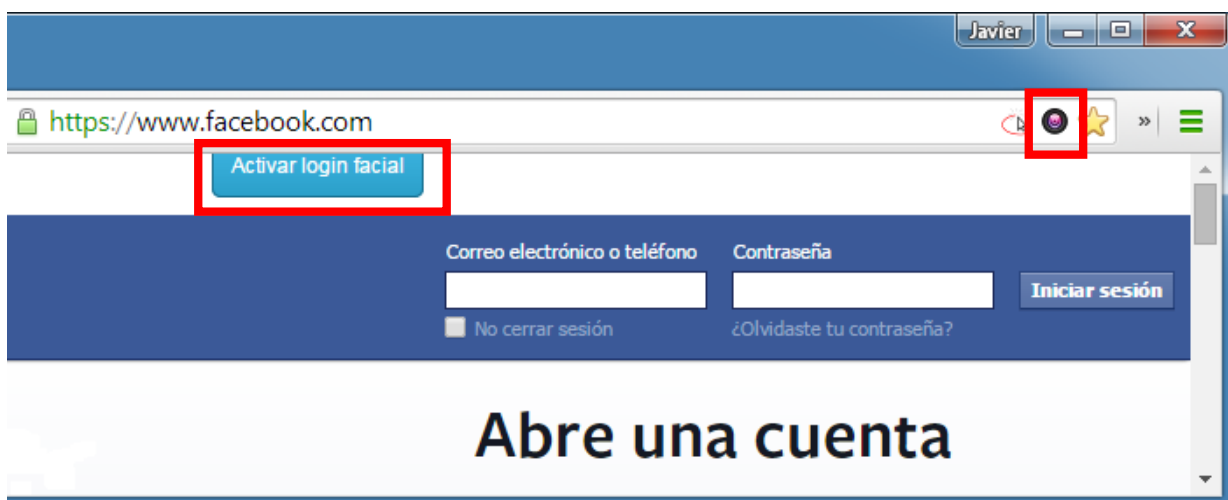 Javier
https://www.facebook.com
Activar login facial
Correo electrónico o teléfono Contraseña
Iniciar sesión
No cerrar sesión ¿Olvidaste tu contraseña?
Abre una cuenta